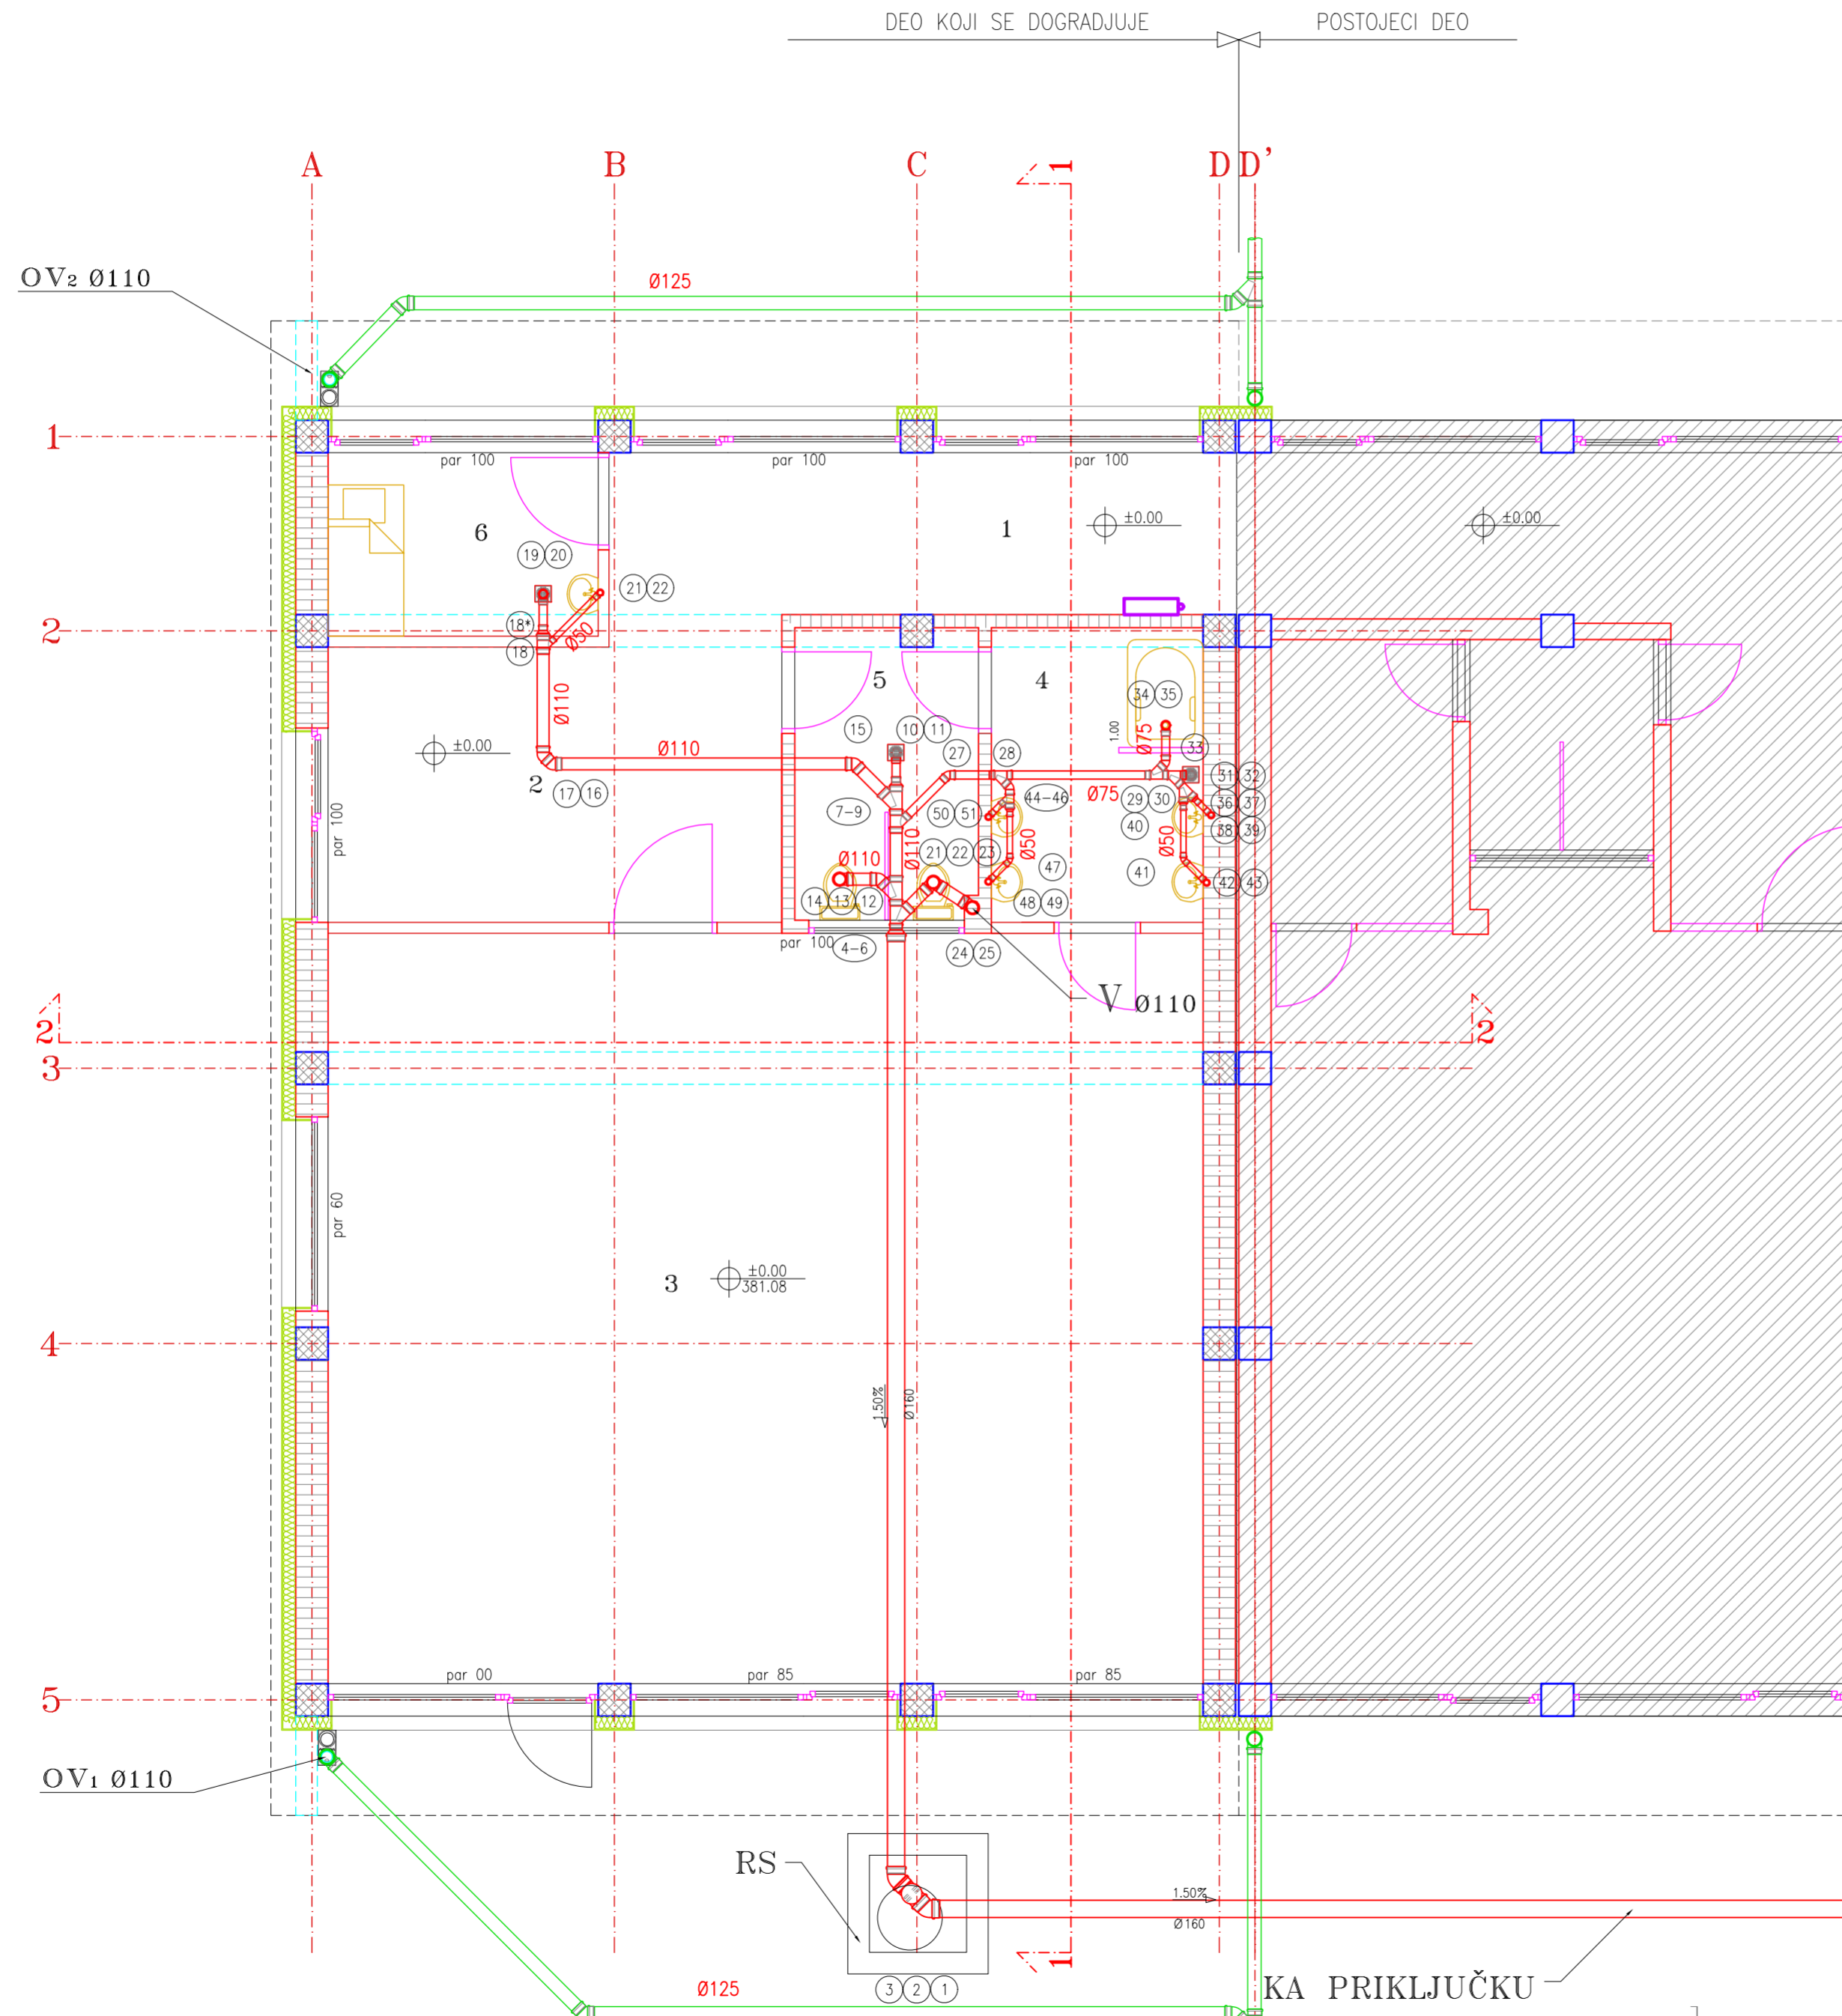 DEO KOJI SE DOGRADJUJE
POSTOJECI DEO
A
B
C
1
D
D'
OV2 Ø110
Ø125
1
par 100
par 100
par 100
6
1
±0.00
±0.00
19 20
21 22
2
18*
Ø50
18
5
4
34 35
Ø110
15
10 11
1.00
Ø75
33
±0.00
Ø110
27
28
2
17 16
31 32
Ø75
29 30
44-46
36 37
7-9
50 51
40
38 39
par 100
Ø110
Ø110
21 22 23
Ø50
Ø50
47
41
42 43
14 13 12
48 49
par 100
4-6
24 25
V Ø110
2
2
3
par 60
3
±0.00
381.08
4
1.50%
Ø160
par 00
par 85
par 85
5
OV1 Ø110
RS
1.50%
Ø160
1
3 2 1
Ø125
KA PRIKLJUČKU